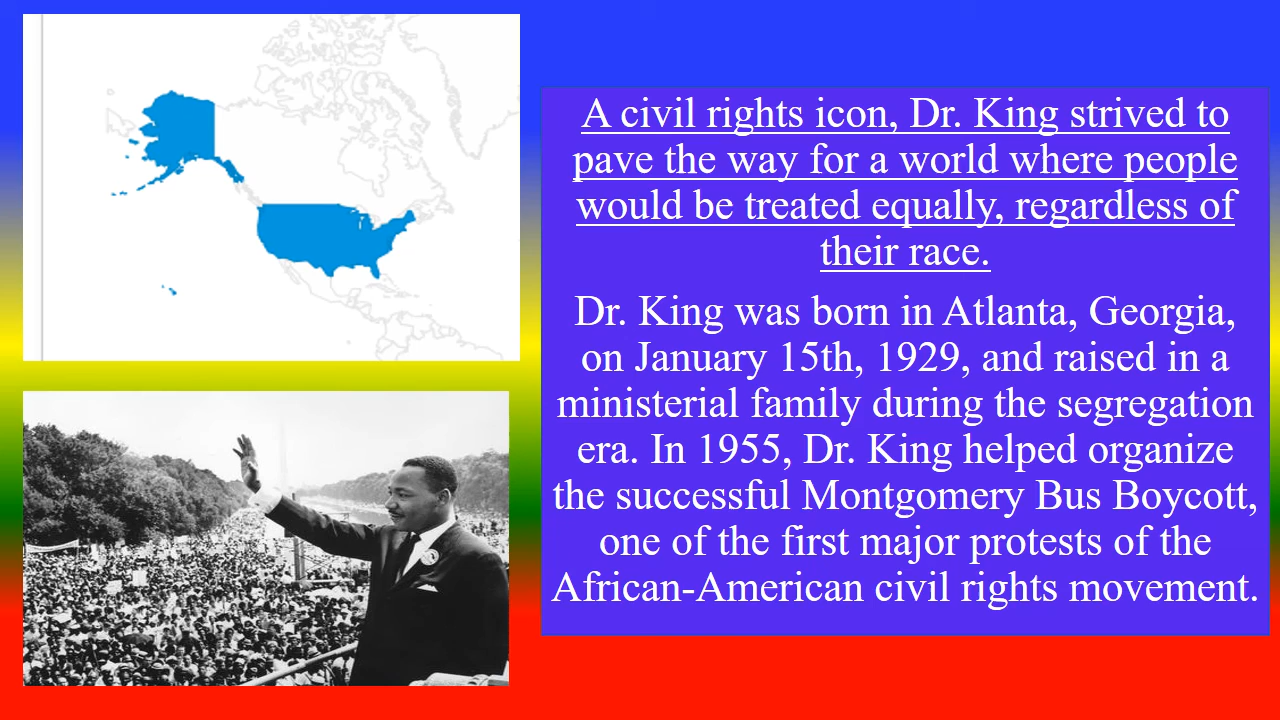 A civil rights icon, Dr. King strived to
pave the way for a world where people
would be treated equally, regardless of
their race.
Dr. King was born in Atlanta, Georgia,
on January 15th, 1929, and raised in a
ministerial family during the segregation
era. In 1955, Dr. King helped organize
the successful Montgomery Bus Boycott,
one of the first major protests of the
African-American civil rights movement.